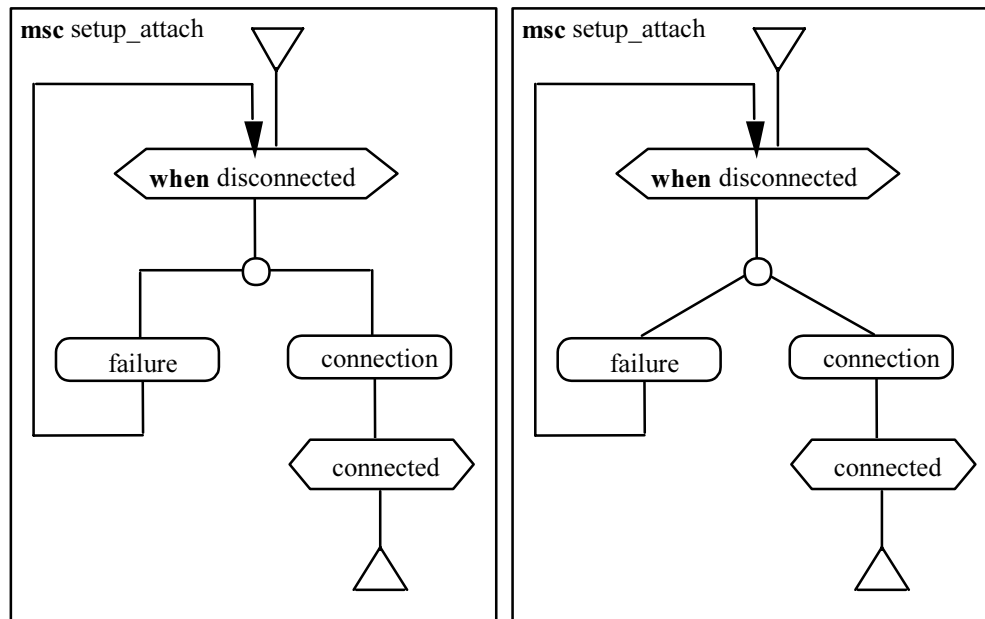 msc setup_attach
when disconnected
failure
connection
connected
msc setup_attach
when disconnected
failure
connection
connected